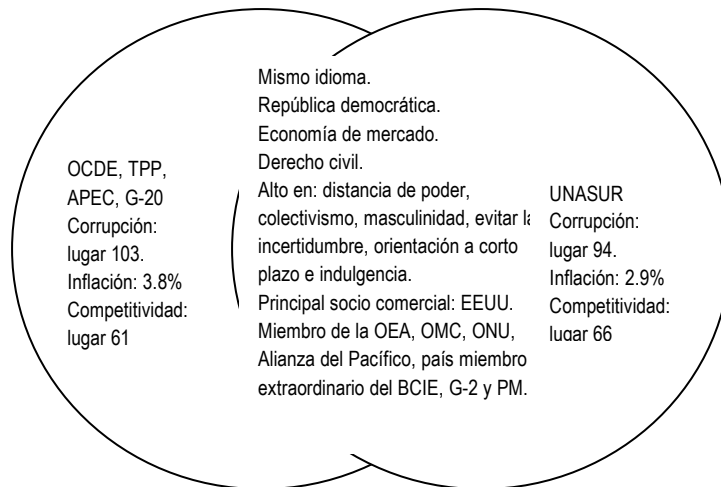 OCDE, TPP,
APEC, G-20
Corrupción:
lugar 103.
Inflación: 3.8%
Competitividad:
lugar 61
Mismo idioma.
República democrática.
Economía de mercado.
Derecho civil.
Alto en: distancia de poder,
colectivismo, masculinidad, evitar la
incertidumbre, orientación a corto
plazo e indulgencia.
Principal socio comercial: EEUU.
Miembro de la OEA, OMC, ONU,
Alianza del Pacífico, país miembro
extraordinario del BCIE, G-2 y PM.
UNASUR
Corrupción:
lugar 94.
Inflación: 2.9%
Competitividad:
lugar 66